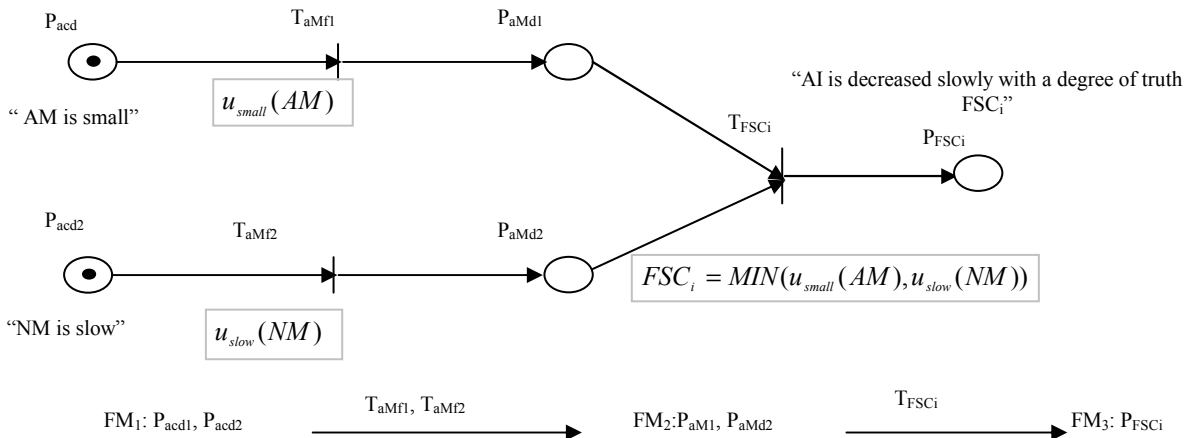 P_acd
T_aMf1
P_aMd1
“AI is decreased slowly with a degree of truth
FSC_i”
u_small(AM)
“ AM is small”
T_FSCi
P_FSCi
P_acd2
T_aMf2
P_aMd2
FSC_i = MIN(u_small(AM), u_slow(NM))
“NM is slow”
u_slow(NM)
FM_1: P_acd1, P_acd2
T_aMf1, T_aMf2
FM_2:P_aM1, P_aMd2
T_FSCi
FM_3: P_FSCi